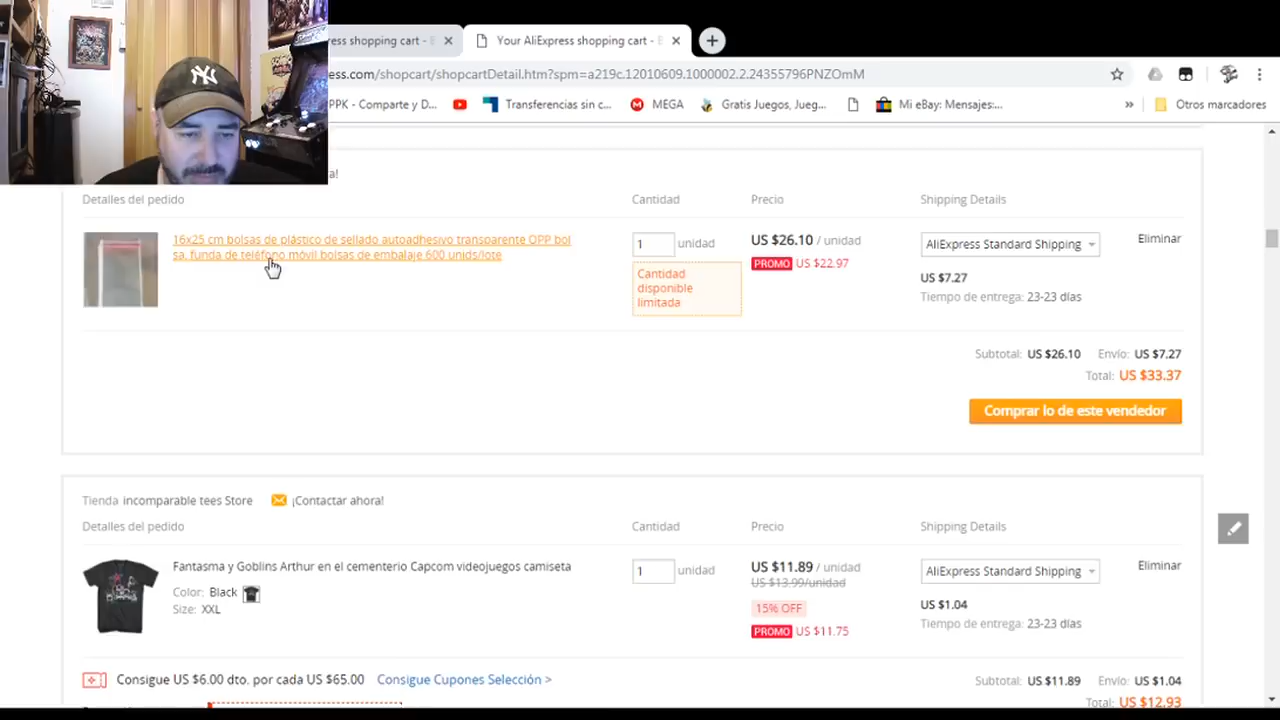 ress shopping cart - E
Your AliExpress shopping cart - E
ess.com/shopcart/shopcartDetail.htm?spm=a219c.12010609.1000002.2.24355796PNZOmM
PPK - Comparte y D...
Transferencias sin c...
MEGA
Gratis Juegos, Jueg...
Mi eBay: Mensajes:...
»
Otros marcadores
NY
a!
Detalles del pedido
Cantidad
Precio
Shipping Details
16x25 cm bolsas de plástico de sellado autoadhesivo transparente OPP bol
sa, funda de teléfono móvil bolsas de embalaje 600 unids/lote
1 unidad
Cantidad
disponible
limitada
US $26.10 / unidad
PROMO US $22.97
AliExpress Standard Shipping
US $7.27
Tiempo de entrega: 23-23 días
Eliminar
Subtotal: US $26.10 Envío: US $7.27
Total: US $33.37
Comprar lo de este vendedor
Tienda incomparable tees Store ¡Contactar ahora!
Detalles del pedido
Cantidad
Precio
Shipping Details
Fantasma y Goblins Arthur en el cementerio Capcom videojuegos camiseta
Color: Black
Size: XXL
1 unidad
US $11.89 / unidad
US $13.99/unidad
15% OFF
PROMO US $11.75
AliExpress Standard Shipping
US $1.04
Tiempo de entrega: 23-23 días
Eliminar
Consigue US $6.00 dto. por cada US $65.00 Consigue Cupones Selección >
Subtotal: US $11.89 Envío: US $1.04
Total: US $12.93